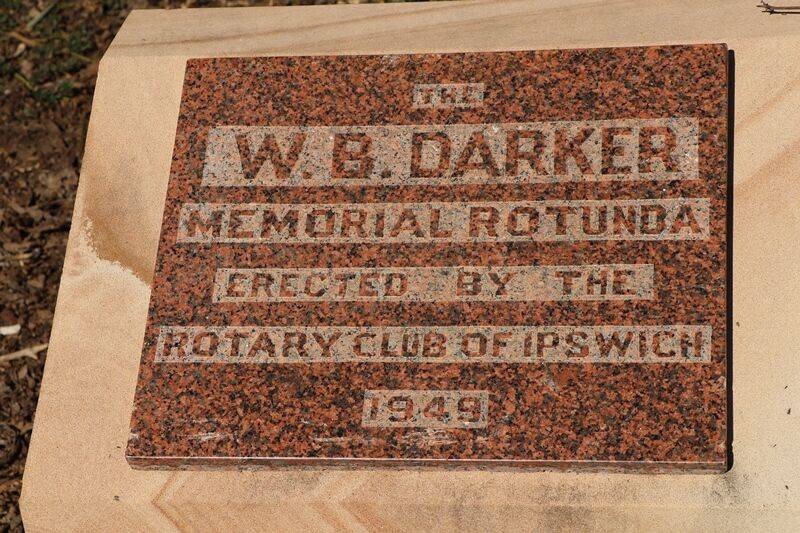 THE
W. B. DARKER
MEMORIAL ROTUNDA
ERECTED BY THE
ROTARY CLUB OF IPSWICH
1949